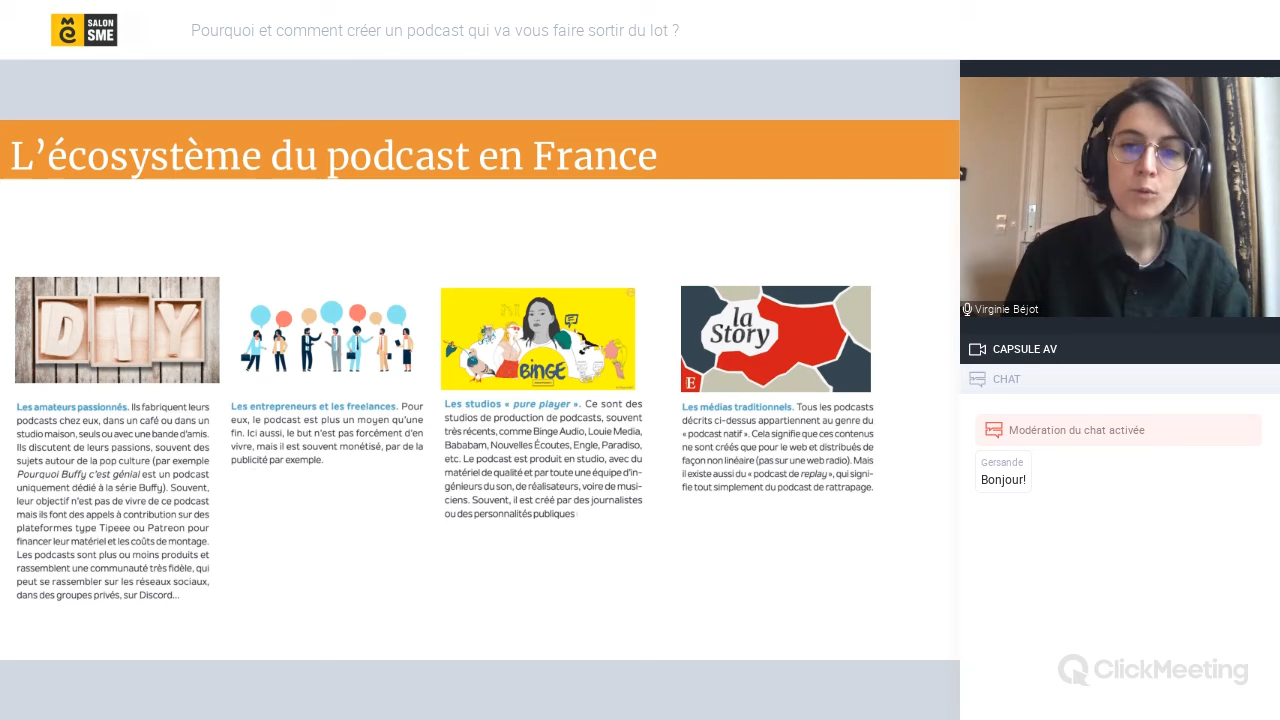 SALON
SME
Pourquoi et comment créer un podcast qui va vous faire sortir du lot ?
L'écosystème du podcast en France
DIY
Les amateurs passionnés. Ils fabriquent leurs
podcasts chez eux, dans un café ou dans un
studio maison, seuls ou avec une bande d'amis.
Ils discutent de leurs passions, souvent des
sujets autour de la pop culture (par exemple
Pourquoi Buffy c'est génial est un podcast
uniquement dédié à la série Buffy). Souvent,
leur objectif n'est pas de vivre de ce podcast
mais ils font des appels à contribution sur des
plateformes type Tipeee ou Patreon pour
financer leur matériel et les coûts de montage.
Les podcasts sont plus ou moins produits et
rassemblent une communauté très fidèle, qui
peut se rassembler sur les réseaux sociaux,
dans des groupes privés, sur Discord...
Les entrepreneurs et les freelances. Pour
eux, le podcast est plus un moyen qu'une
fin. Ici aussi, le but n'est pas forcément d'en
vivre, mais il est souvent monétisé, par de la
publicité par exemple.
BINGE
Les studios « pure player ». Ce sont des
studios de production de podcasts, souvent
très récents, comme Binge Audio, Louie Media,
Bababam, Nouvelles Écoutes, Engle, Paradiso,
etc. Le podcast est produit en studio, avec du
matériel de qualité et par toute une équipe d'in-
génieurs du son, de réalisateurs, voire de musi-
ciens. Souvent, il est créé par des journalistes
ou des personnalités publiques
la
Story
E
Les médias traditionnels. Tous les podcasts
décrits ci-dessus appartiennent au genre du
« podcast natif ». Cela signifie que ces contenus
ne sont créés que pour le web et distribués de
façon non linéaire (pas sur une web radio). Mais
il existe aussi du « podcast de replay », qui signi-
fie tout simplement du podcast de rattrapage.
Virginie Béjot
CAPSULE AV
CHAT
Modération du chat activée
Gersande
Bonjour!
ClickMeeting